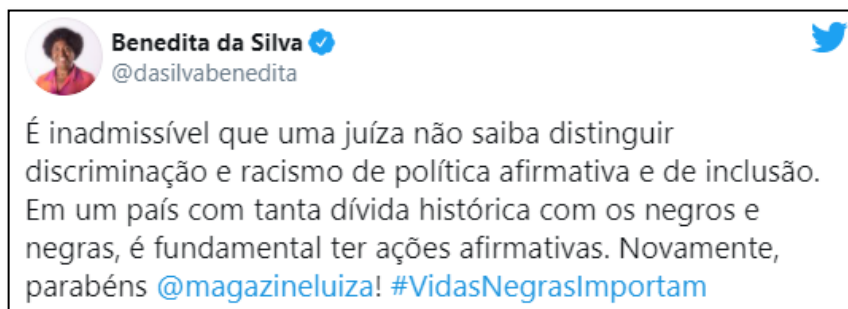 Benedita da Silva
@dasilvabenedita
É inadmissível que uma juíza não saiba distinguir
discriminação e racismo de política afirmativa e de inclusão.
Em um país com tanta dívida histórica com os negros e
negras, é fundamental ter ações afirmativas. Novamente,
parabéns @magazineluiza! #VidasNegrasImportam